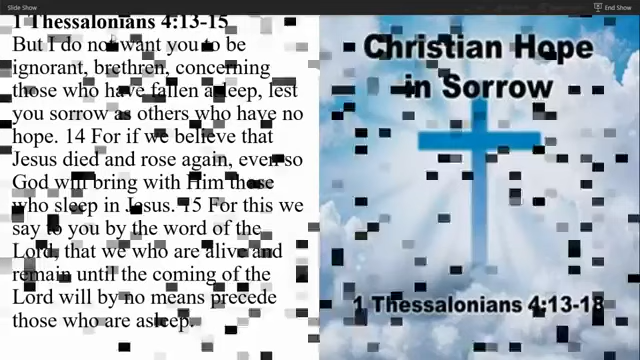 Slide Show
End Show
1 Thessalonians 4:13-15
But I do not want you to be
ignorant, brethren, concerning
those who have fallen asleep, lest
you sorrow as others who have no
hope. 14 For if we believe that
Jesus died and rose again, even so
God will bring with Him those
who sleep in Jesus. 15 For this we
say to you by the word of the
Lord, that we who are alive and
remain until the coming of the
Lord will by no means precede
those who are asleep.
Christian Hope
in Sorrow
1 Thessalonians 4:13-18